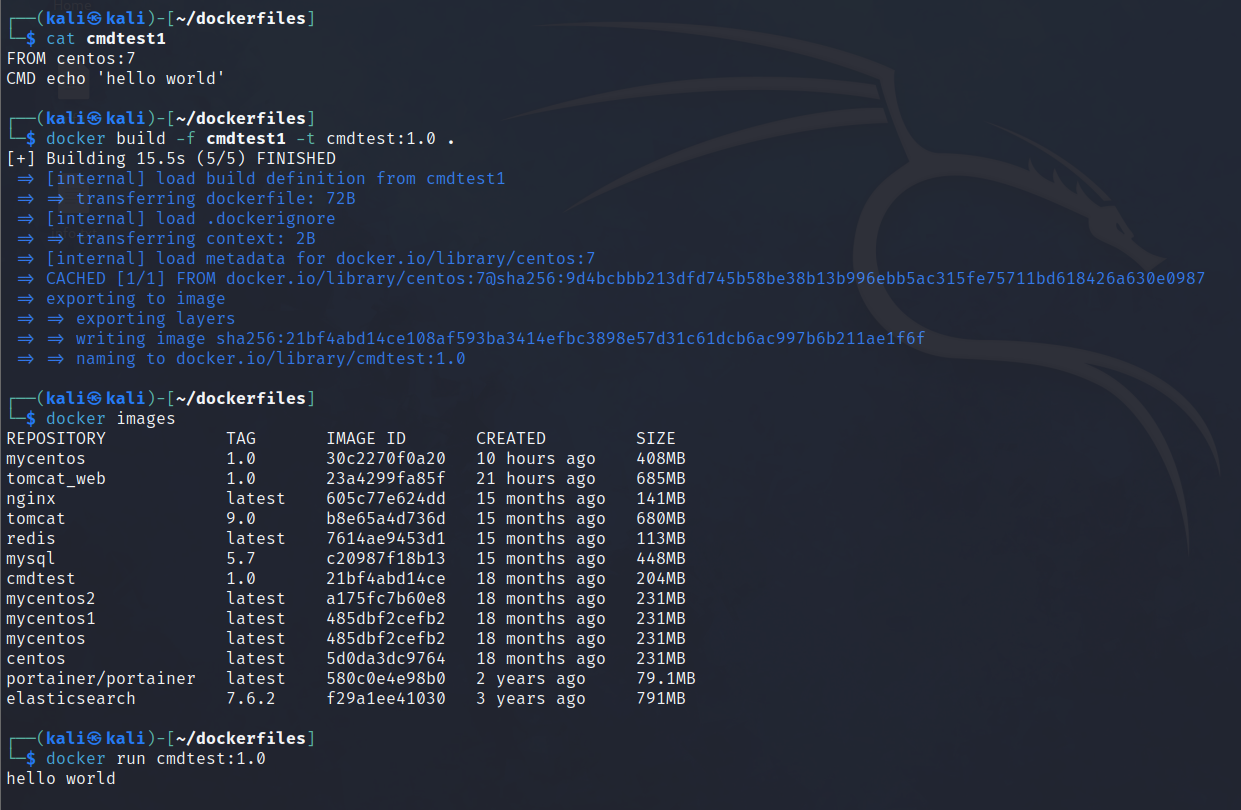 ┌──(kali㉿kali)-[~/dockerfiles]
└─$ cat cmdtest1
FROM centos:7
CMD echo 'hello world'
┌──(kali㉿kali)-[~/dockerfiles]
└─$ docker build -f cmdtest1 -t cmdtest:1.0 .
[+] Building 15.5s (5/5) FINISHED
 => [internal] load build definition from cmdtest1
 => => transferring dockerfile: 72B
 => [internal] load .dockerignore
 => => transferring context: 2B
 => [internal] load metadata for docker.io/library/centos:7
 => CACHED [1/1] FROM docker.io/library/centos:7@sha256:9d4bcbbb213dfd745b58be38b13b996ebb5ac315fe75711bd618426a630e0987
 => exporting to image
 => => exporting layers
 => => writing image sha256:21bf4abd14ce108af593ba3414efbc3898e57d31c61dcb6ac997b6b211ae1f6f
 => => naming to docker.io/library/cmdtest:1.0
┌──(kali㉿kali)-[~/dockerfiles]
└─$ docker images
REPOSITORY            TAG       IMAGE ID       CREATED         SIZE
mycentos              1.0       30c2270f0a20   10 hours ago    408MB
tomcat_web            1.0       23a4299fa85f   21 hours ago    685MB
nginx                 latest    605c77e624dd   15 months ago   141MB
tomcat                9.0       b8e65a4d736d   15 months ago   680MB
redis                 latest    7614ae9453d1   15 months ago   113MB
mysql                 5.7       c20987f18b13   15 months ago   448MB
cmdtest               1.0       21bf4abd14ce   18 months ago   204MB
mycentos2             latest    a175fc7b60e8   18 months ago   231MB
mycentos1             latest    485dbf2cefb2   18 months ago   231MB
mycentos              latest    485dbf2cefb2   18 months ago   231MB
centos                latest    5d0da3dc9764   18 months ago   231MB
portainer/portainer   latest    580c0e4e98b0   2 years ago     79.1MB
elasticsearch         7.6.2     f29a1ee41030   3 years ago     791MB
┌──(kali㉿kali)-[~/dockerfiles]
└─$ docker run cmdtest:1.0
hello world